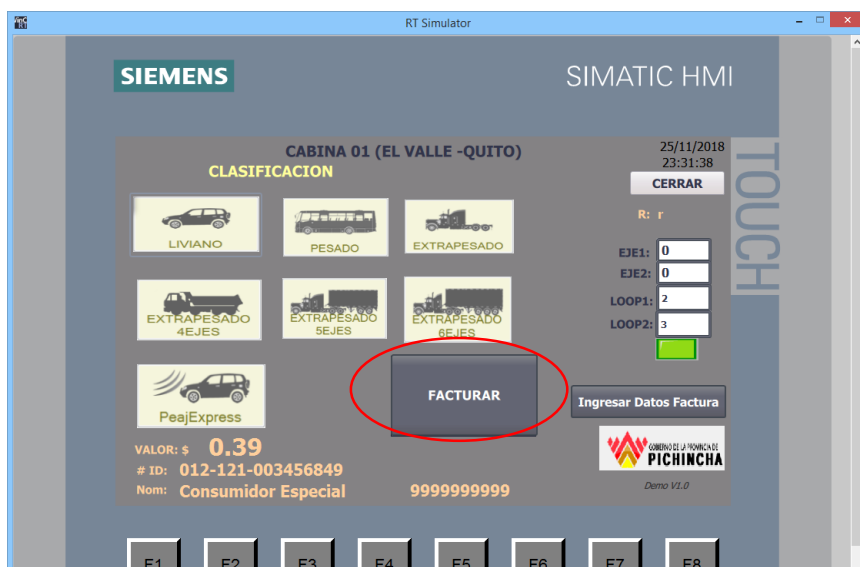 RT Simulator
SIEMENS
SIMATIC HMI
TOUCH
CABINA 01 (EL VALLE -QUITO)
25/11/2018
23:31:38
CLASIFICACION
CERRAR
R: r
LIVIANO
PESADO
EXTRAPESADO
EJE1: 0
EJE2: 0
LOOP1: 2
LOOP2: 3
EXTRAPESADO
4EJES
EXTRAPESADO
5EJES
EXTRAPESADO
6EJES
PeajExpress
FACTURAR
Ingresar Datos Factura
VALOR: $ 0.39
# ID: 012-121-003456849
Nom: Consumidor Especial 9999999999
GOBIERNO DE LA PROVINCIA DE
PICHINCHA
Demo V1.0
F1 F2 F3 F4 F5 F6 F7 F8